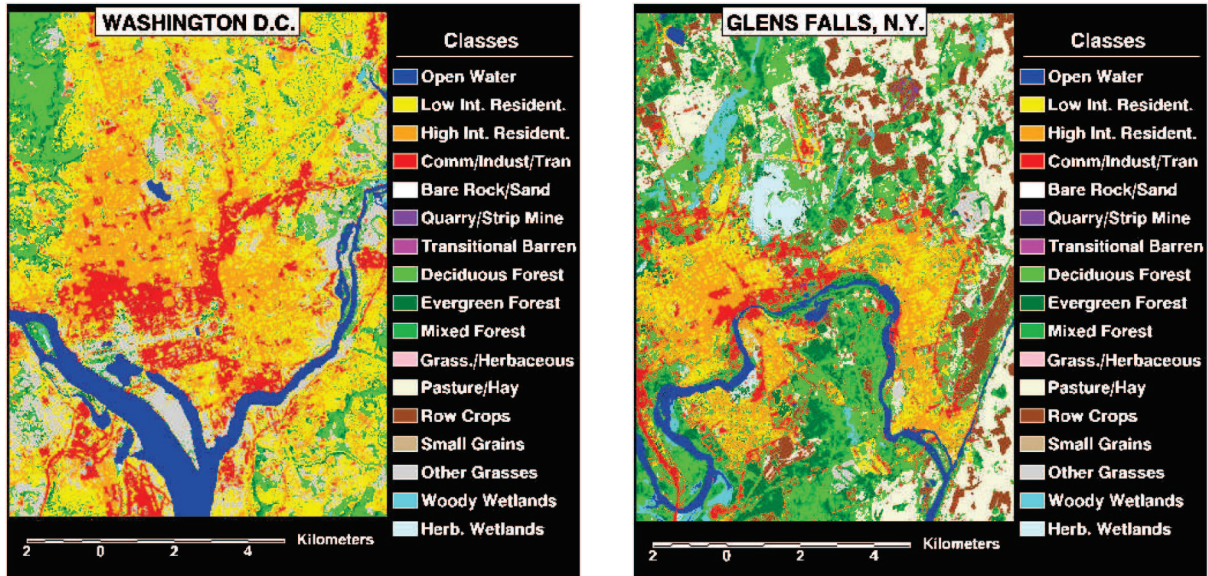 WASHINGTON D.C.
Classes
Open Water
Low Int. Resident.
High Int. Resident.
Comm/Indust/Tran
Bare Rock/Sand
Quarry/Strip Mine
Transitional Barren
Deciduous Forest
Evergreen Forest
Mixed Forest
Grass./Herbaceous
Pasture/Hay
Row Crops
Small Grains
Other Grasses
Woody Wetlands
Herb. Wetlands
Kilometers
2 0 2 4
GLENS FALLS, N.Y.
Classes
Open Water
Low Int. Resident.
High Int. Resident.
Comm/Indust/Tran
Bare Rock/Sand
Quarry/Strip Mine
Transitional Barren
Deciduous Forest
Evergreen Forest
Mixed Forest
Grass./Herbaceous
Pasture/Hay
Row Crops
Small Grains
Other Grasses
Woody Wetlands
Herb. Wetlands
Kilometers
2 0 2 4